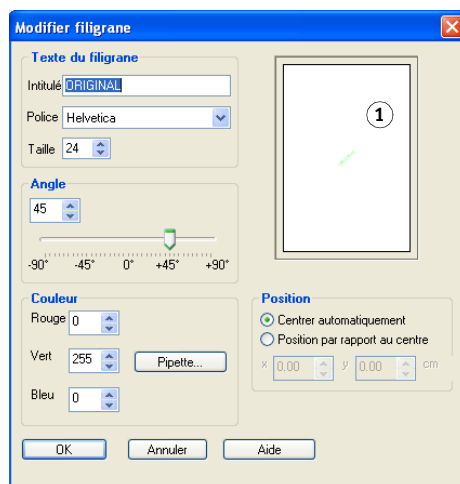 Modifier filigrane
Texte du filigrane
Intitulé ORIGINAL
Police Helvetica
Taille 24
1
Angle
45
-90° -45° 0° +45° +90°
Couleur
Rouge 0
Vert 255
Pipette...
Bleu 0
Position
Centrer automatiquement
Position par rapport au centre
x 0.00 y 0.00 cm
OK Annuler Aide